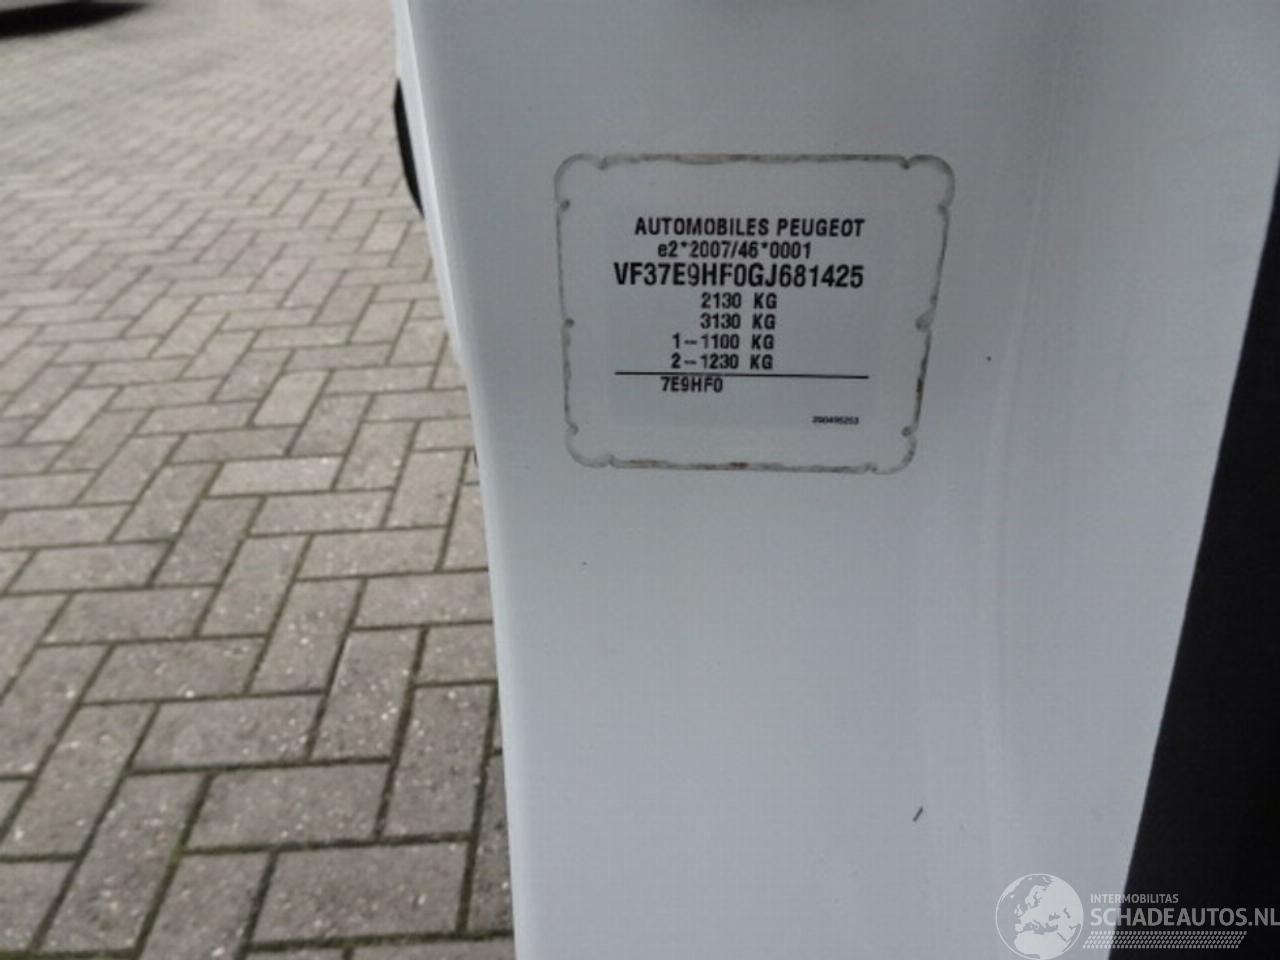 AUTOMOBILES PEUGEOT
e2*2007/46*0001
VF37E9HF0GJ681425
2130 KG
3130 KG
1--1100 KG
2--1230 KG
7E9HF0
INTERMOBILITAS
SCHADEAUTOS.NL